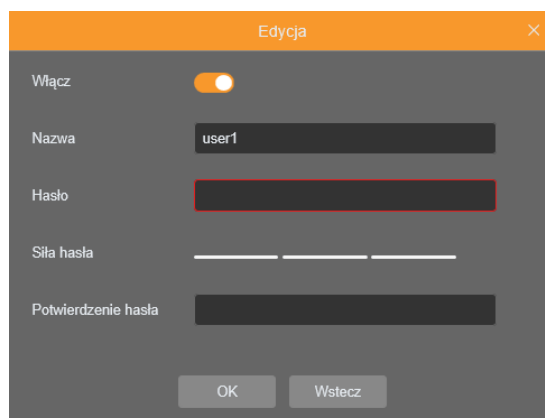 Edycja
Włącz
Nazwa user1
Hasło
Siła hasła
Potwierdzenie hasła
OK Wstecz